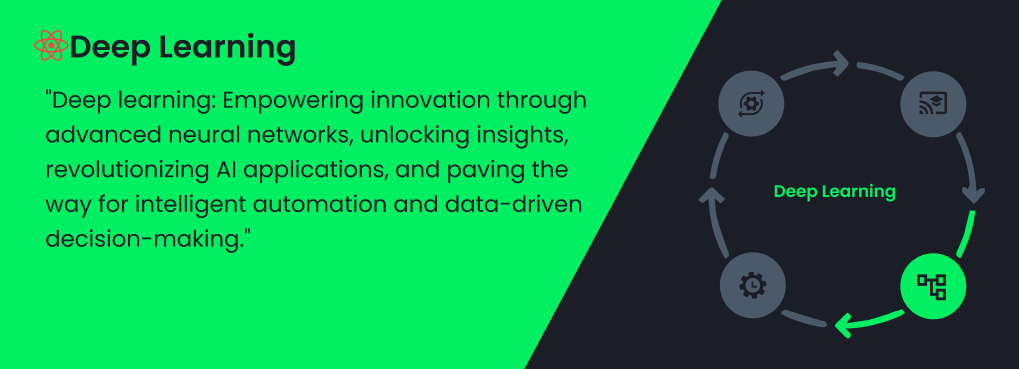 Deep Learning
"Deep learning: Empowering innovation through
advanced neural networks, unlocking insights,
revolutionizing AI applications, and paving the
way for intelligent automation and data-driven
decision-making."
Deep Learning